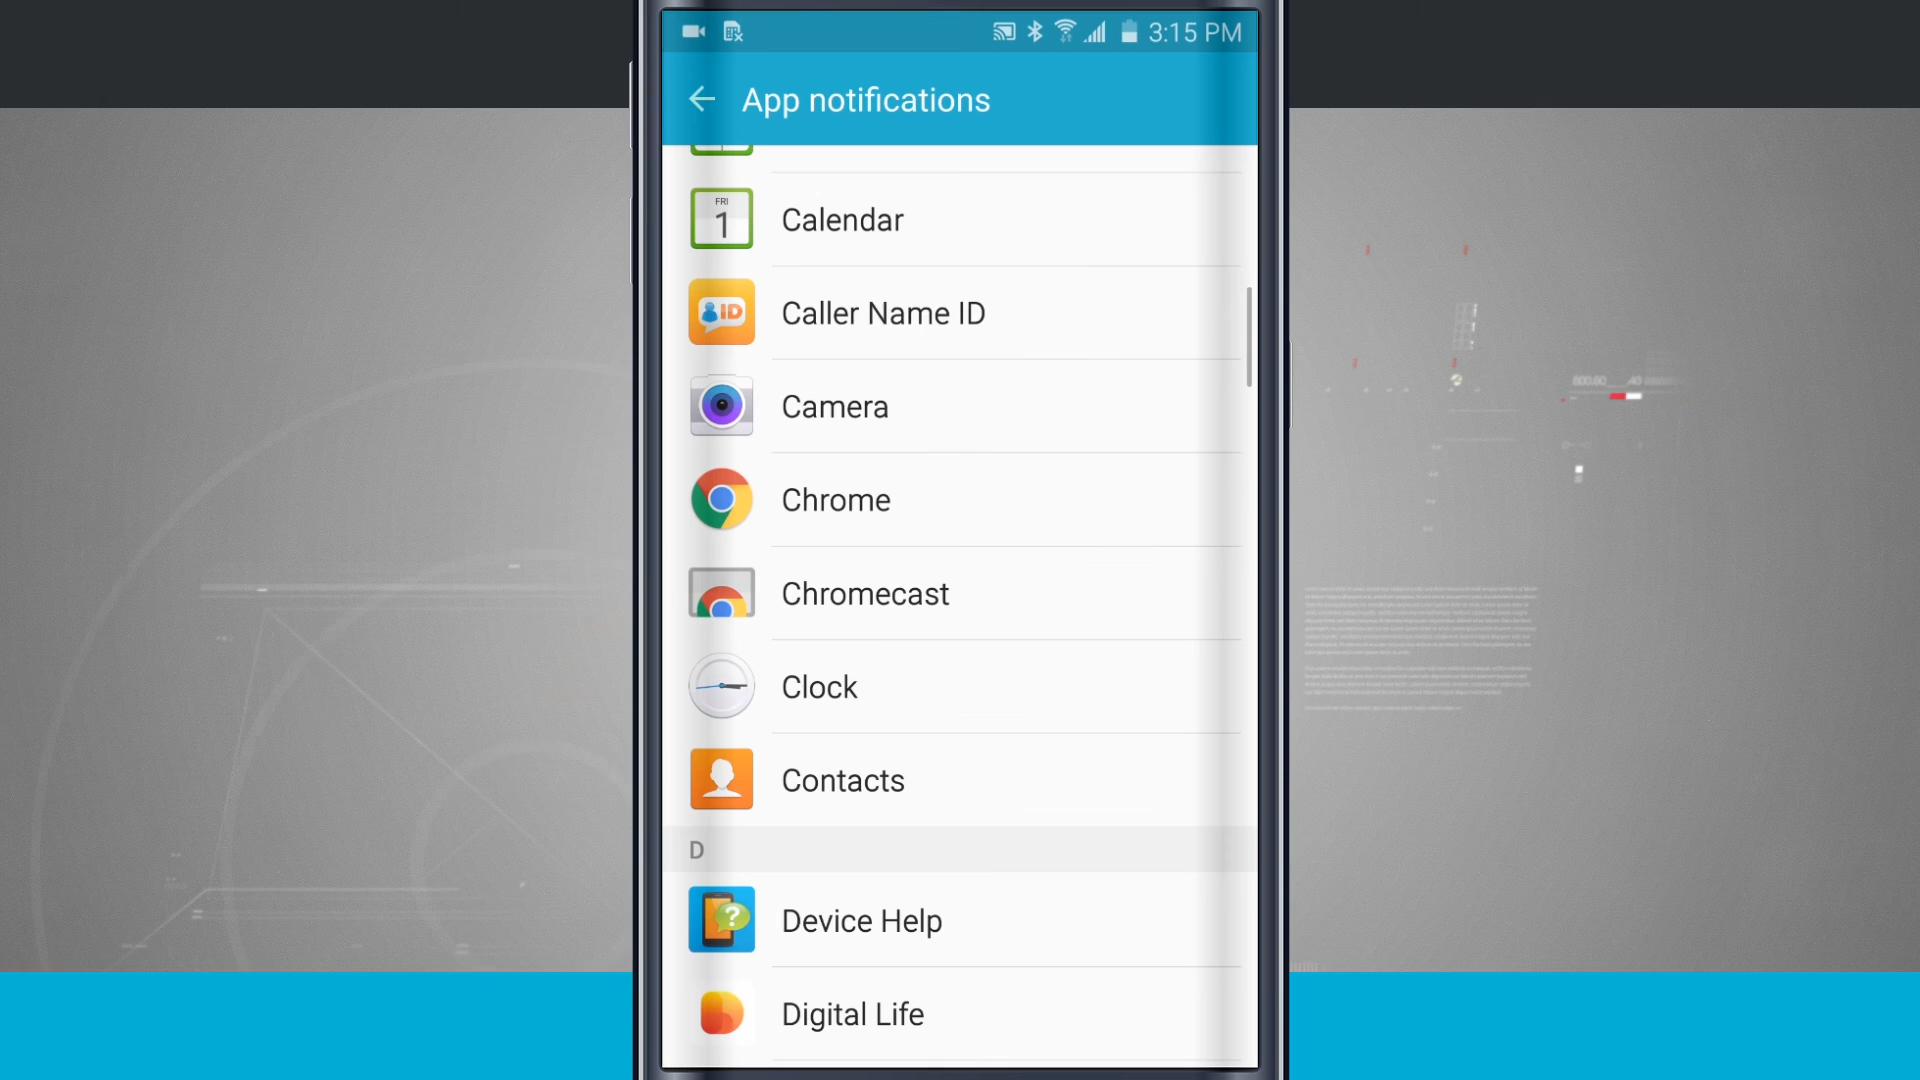 3:15 PM
App notifications
FRI
1
Calendar
ID
Caller Name ID
Camera
Chrome
Chromecast
Clock
Contacts
D
?
Device Help
Digital Life